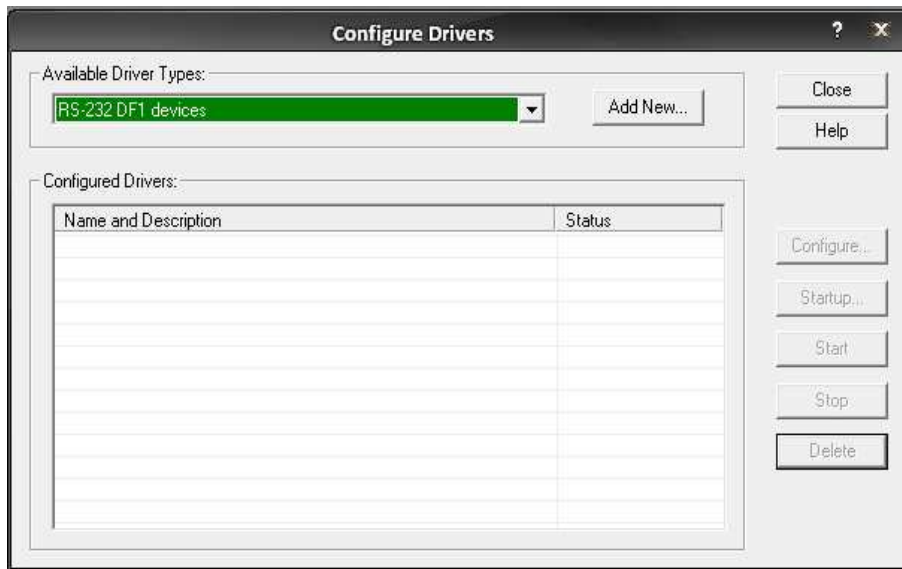 Configure Drivers ? X
Available Driver Types:
RS-232 DF1 devices
Add New...
Close
Help
Configured Drivers:
Name and Description Status
Configure...
Startup...
Start
Stop
Delete